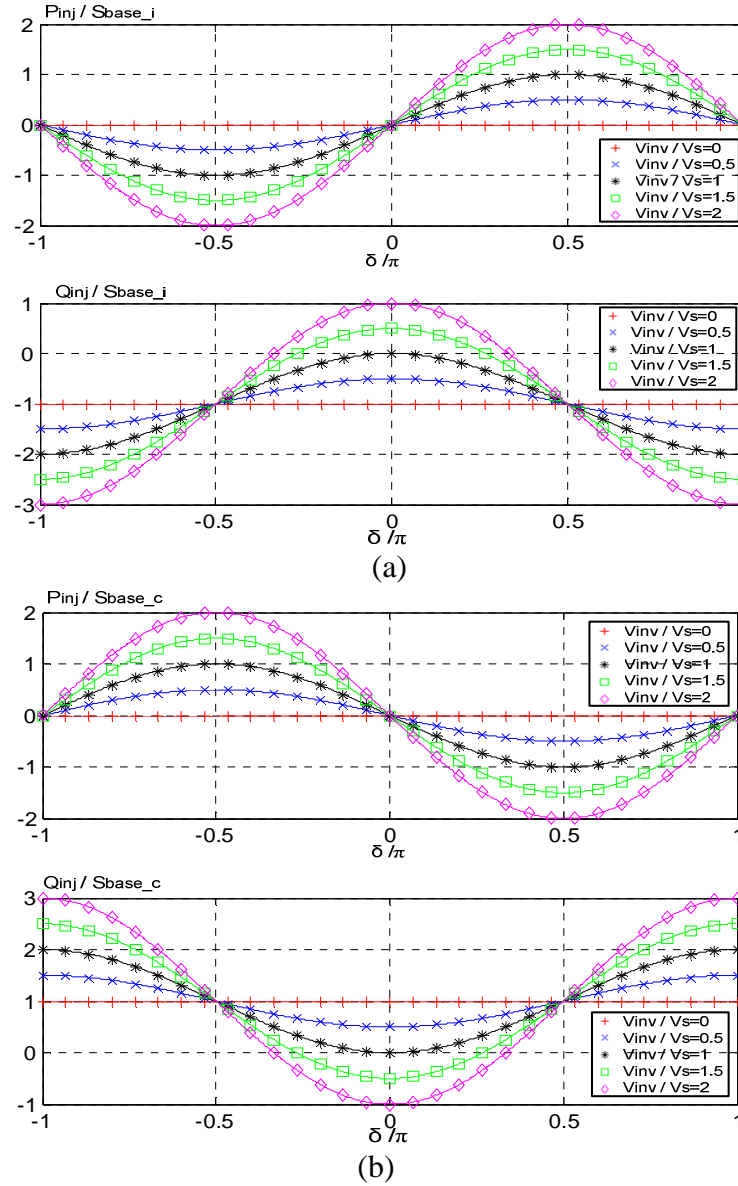 Pinj / Sbase_i
2
1
0
-1
-2
-1
-0.5
0
0.5
δ/π
Vinv / Vs=0
Vinv / Vs=0.5
Vinv / Vs=1
Vinv / Vs=1.5
Vinv / Vs=2
Qinj / Sbase_i
1
0
-1
-2
-3
-1
-0.5
0
0.5
δ/π
Vinv / Vs=0
Vinv / Vs=0.5
Vinv / Vs=1
Vinv / Vs=1.5
Vinv / Vs=2
(a)
Pinj / Sbase_c
2
1
0
-1
-2
-1
-0.5
0
0.5
1
δ/π
Vinv / Vs=0
Vinv / Vs=0.5
Vinv / Vs=1
Vinv / Vs=1.5
Vinv / Vs=2
Qinj / Sbase_c
3
2
1
0
-1
-1
-0.5
0
0.5
1
δ/π
Vinv / Vs=0
Vinv / Vs=0.5
Vinv / Vs=1
Vinv / Vs=1.5
Vinv / Vs=2
(b)